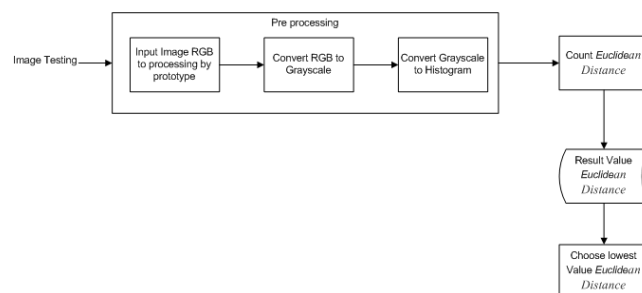 Pre processing
Image Testing
Input Image RGB
to processing by
prototype
Convert RGB to
Grayscale
Convert Grayscale
to Histogram
Count Euclidean
Distance
Result Value
Euclidean
Distance
Choose lowest
Value Euclidean
Distance